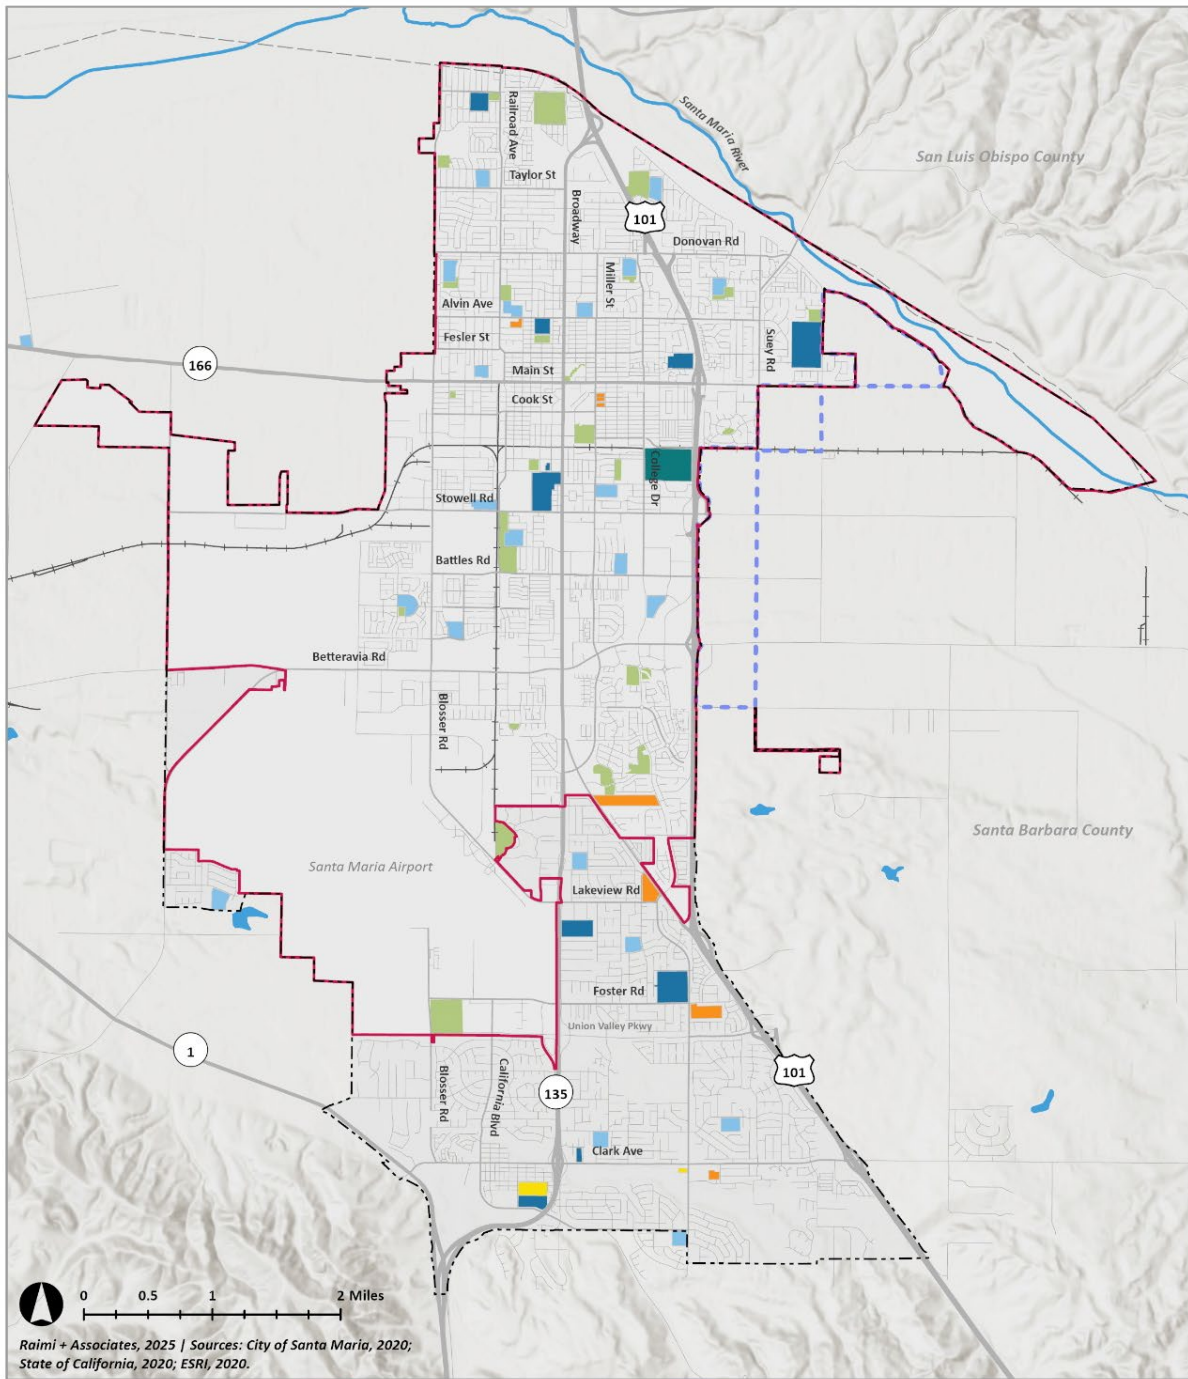 Santa Maria River
San Luis Obispo County
Railroad Ave
Taylor St
Broadway
101
Donovan Rd
Miller St
Alvin Ave
Fesler St
Suey Rd
166
Main St
Cook St
College Dr
Stowell Rd
Battles Rd
Betteravia Rd
Blosser Rd
Santa Maria Airport
Santa Barbara County
Lakeview Rd
Foster Rd
Union Valley Pkwy
1
101
Blosser Rd
California Blvd
135
Clark Ave
0 0.5 1 2 Miles
Raimi + Associates, 2025 | Sources: City of Santa Maria, 2020;
State of California, 2020; ESRI, 2020.